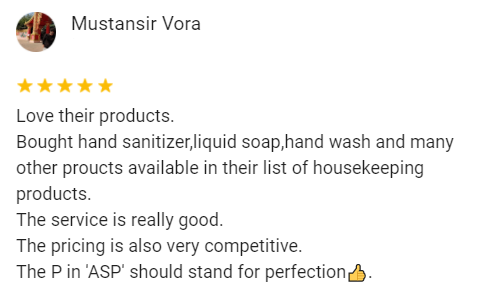 Mustansir Vora
Love their products.
Bought hand sanitizer,liquid soap,hand wash and many
other proucts available in their list of housekeeping
products.
The service is really good.
The pricing is also very competitive.
The P in 'ASP' should stand for perfection👍.